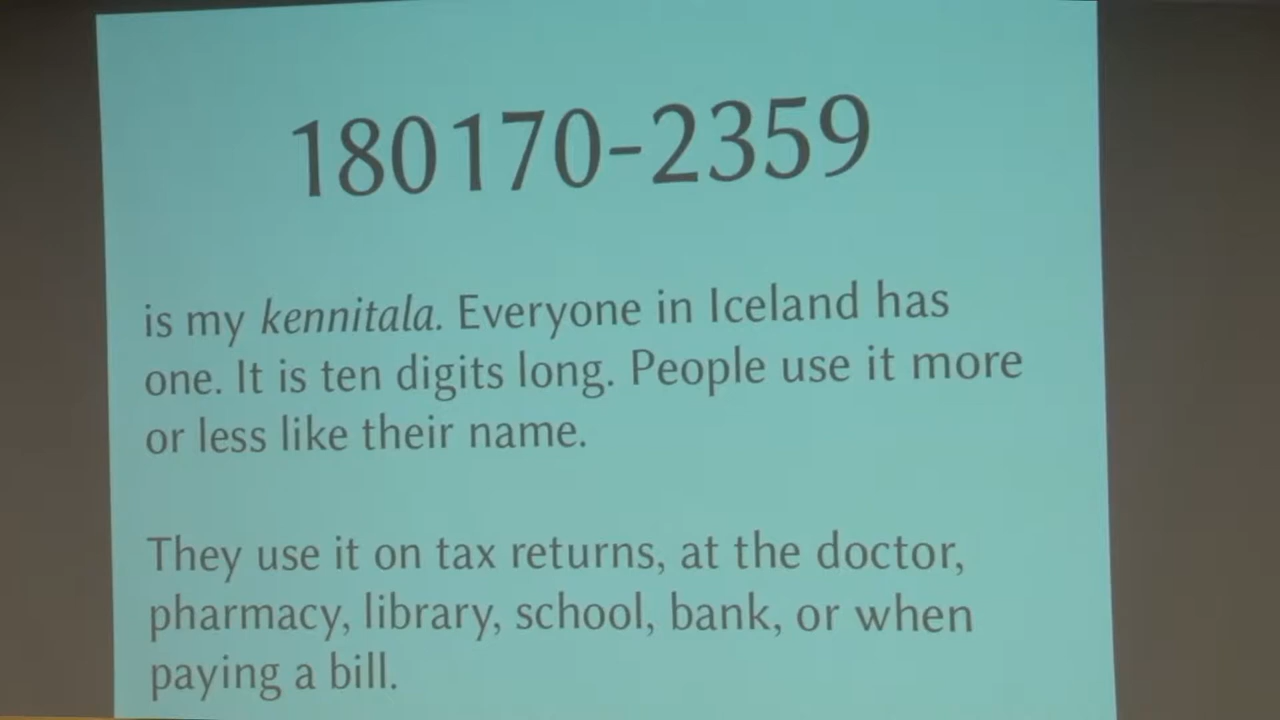 180170-2359
is my kennitala. Everyone in Iceland has
one. It is ten digits long. People use it more
or less like their name.
They use it on tax returns, at the doctor,
pharmacy, library, school, bank, or when
paying a bill.